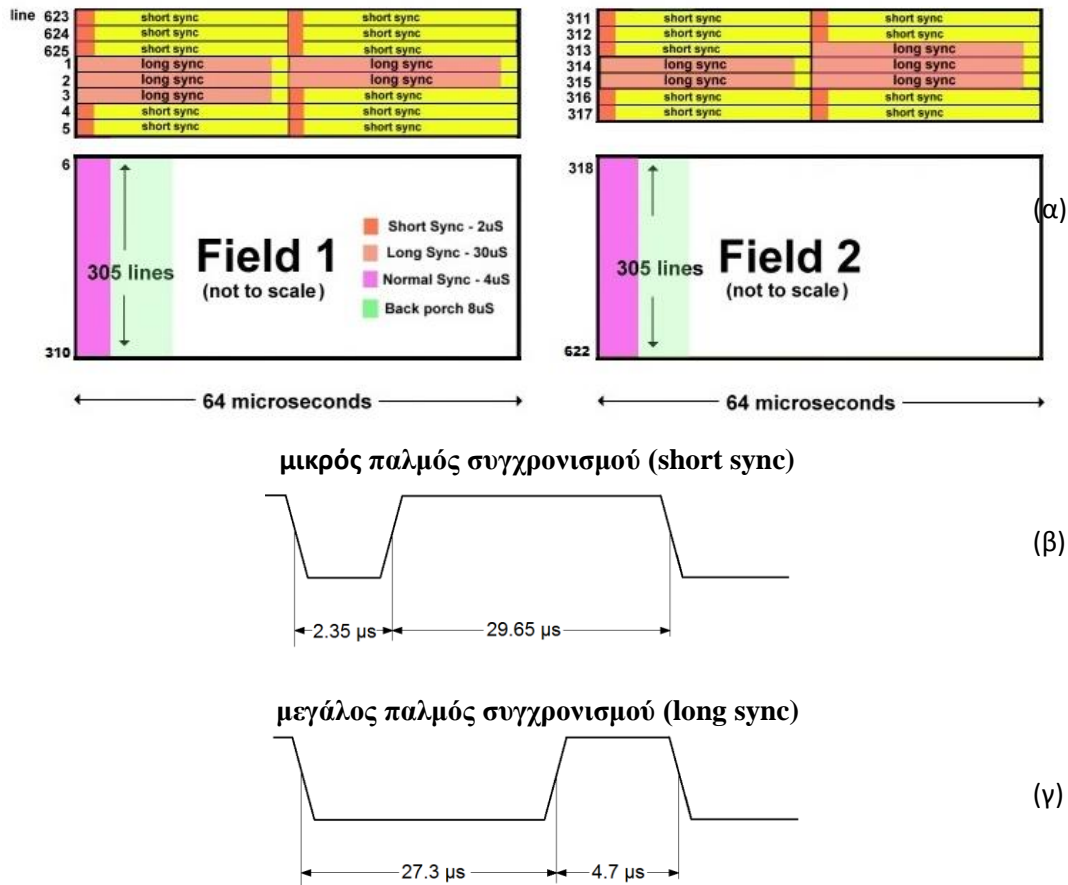 line 623 short sync short sync
624 short sync short sync
625 short sync short sync
1 long sync long sync
2 long sync long sync
3 long sync short sync
4 short sync short sync
5 short sync short sync
311 short sync short sync
312 short sync short sync
313 short sync long sync
314 long sync long sync
315 long sync long sync
316 short sync short sync
317 short sync short sync
6
305 lines
Field 1
(not to scale)
Short Sync - 2uS
Long Sync - 30uS
Normal Sync - 4uS
Back porch 8uS
310
64 microseconds
318
305 lines
Field 2
(not to scale)
622
64 microseconds
(α)
μικρός παλμός συγχρονισμού (short sync)
2.35 μs
29.65 μs
(β)
μεγάλος παλμός συγχρονισμού (long sync)
27.3 μs
4.7 μs
(γ)